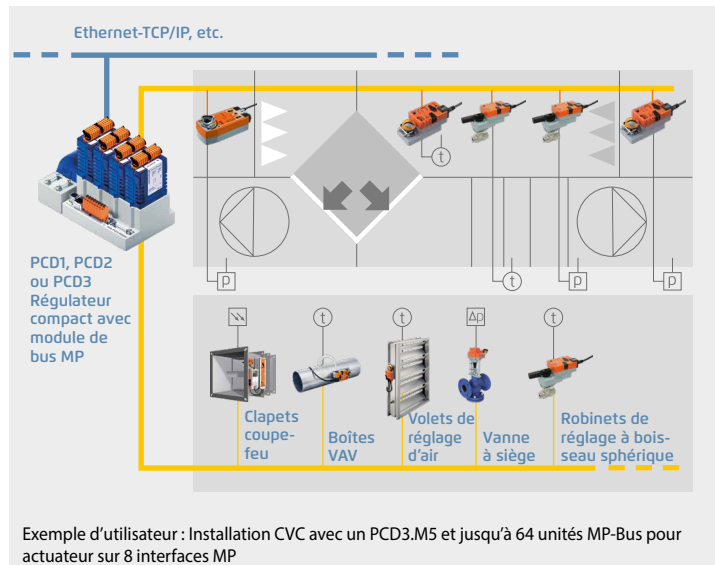 Ethernet-TCP/IP, etc.
t
p
t
p
p
PCD1, PCD2
ou PCD3
Régulateur
compact avec
module de
bus MP
t
t
Δp
t
Clapets
coupe-
feu
Boîtes
VAV
Volets de
réglage
d'air
Vanne
à siège
Robinets de
réglage à bois-
seau sphérique
Exemple d'utilisateur : Installation CVC avec un PCD3.M5 et jusqu'à 64 unités MP-Bus pour
actuateur sur 8 interfaces MP